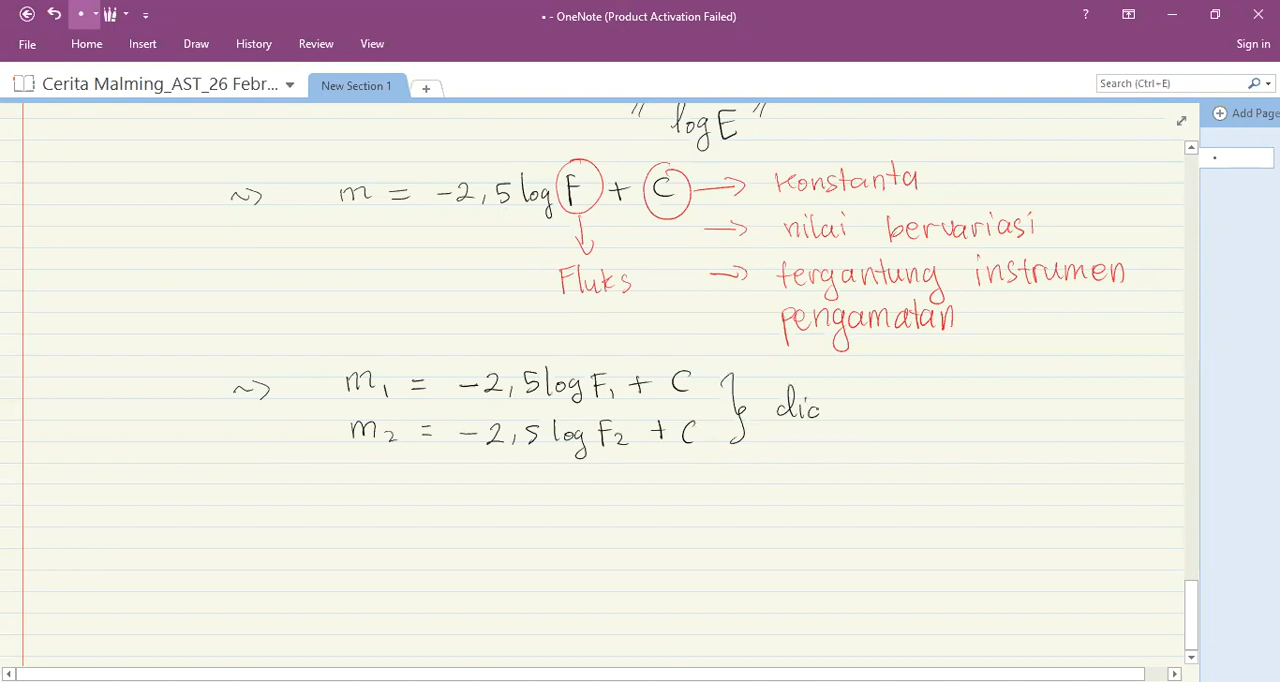 • - OneNote (Product Activation Failed)
?
File Home Insert Draw History Review View Sign in
Cerita Malming_AST_26 Febr... New Section 1 + Search (Ctrl+E)
Add Page
•
" log E "
~> m = -2,5 log F + C → Konstanta
→ nilai bervariasi
Fluks → tergantung instrumen
pengamatan
~> m₁ = -2,5 log F₁ + C
m₂ = -2,5 log F₂ + C } dic